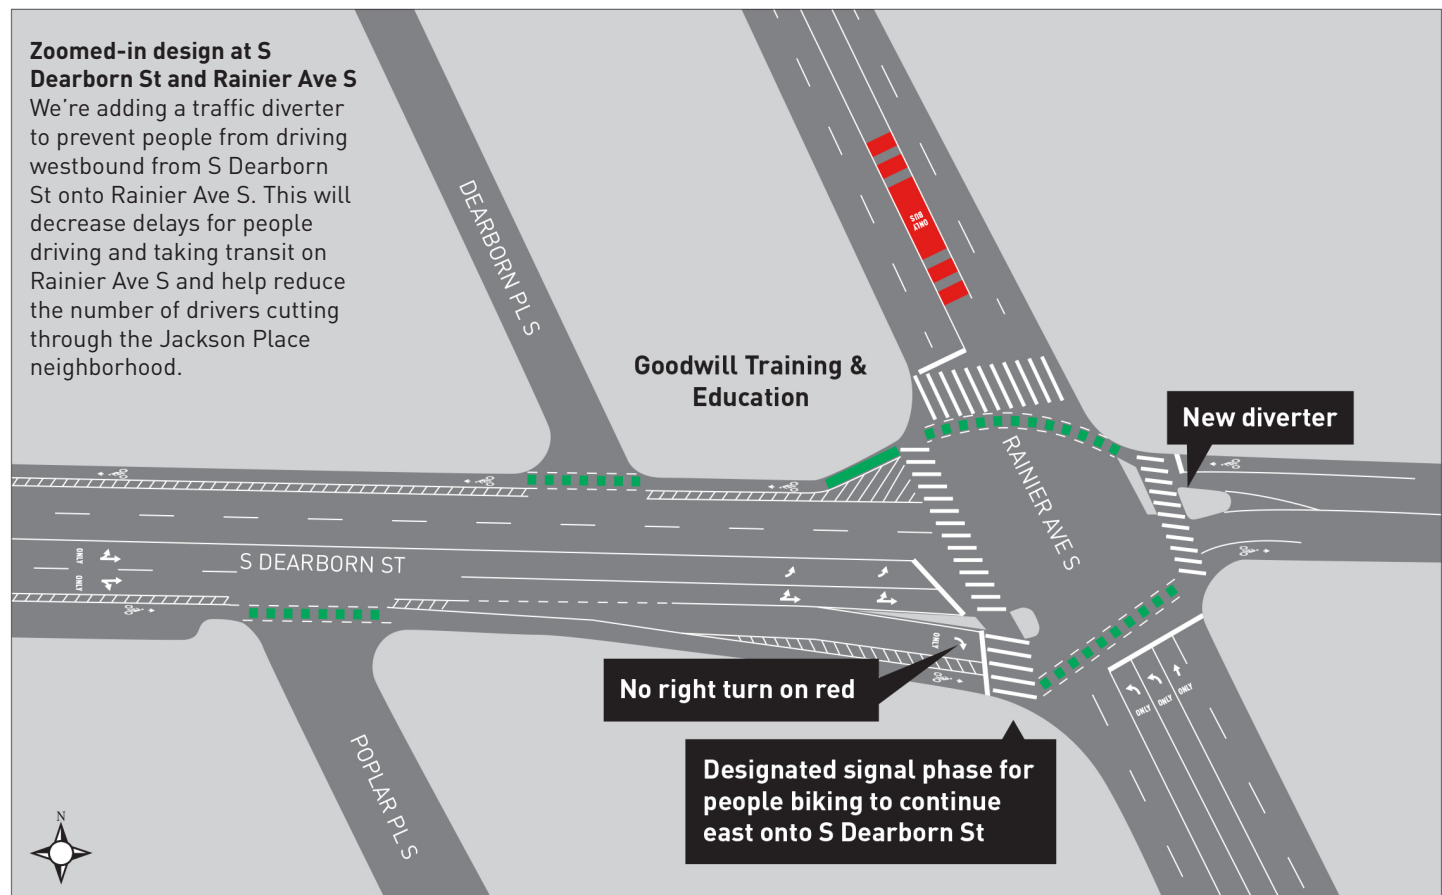 Zoomed-in design at S
Dearborn St and Rainier Ave S
We're adding a traffic diverter
to prevent people from driving
westbound from S Dearborn
St onto Rainier Ave S. This will
decrease delays for people
driving and taking transit on
Rainier Ave S and help reduce
the number of drivers cutting
through the Jackson Place
neighborhood.
DEARBORN PL S
ONLY
BUS
Goodwill Training &
Education
New diverter
RAINIER AVE S
S DEARBORN ST
ONLY
ONLY
ONLY
No right turn on red
ONLY
ONLY
ONLY
Designated signal phase for
people biking to continue
east onto S Dearborn St
POPLAR PL S
N